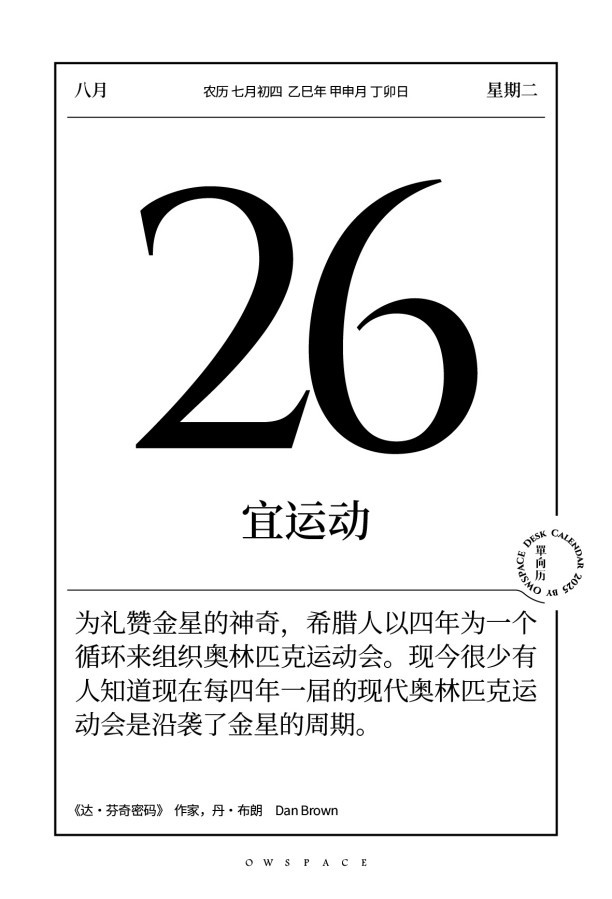 八月 农历 七月初四 乙巳年 甲申月 丁卯日 星期二
26
宜运动
單向历
OWSPACE DESK CALENDAR 2025 BY
为礼赞金星的神奇，希腊人以四年为一个
循环来组织奥林匹克运动会。现今很少有
人知道现在每四年一届的现代奥林匹克运
动会是沿袭了金星的周期。
《达·芬奇密码》 作家，丹·布朗 Dan Brown
OWSPACE